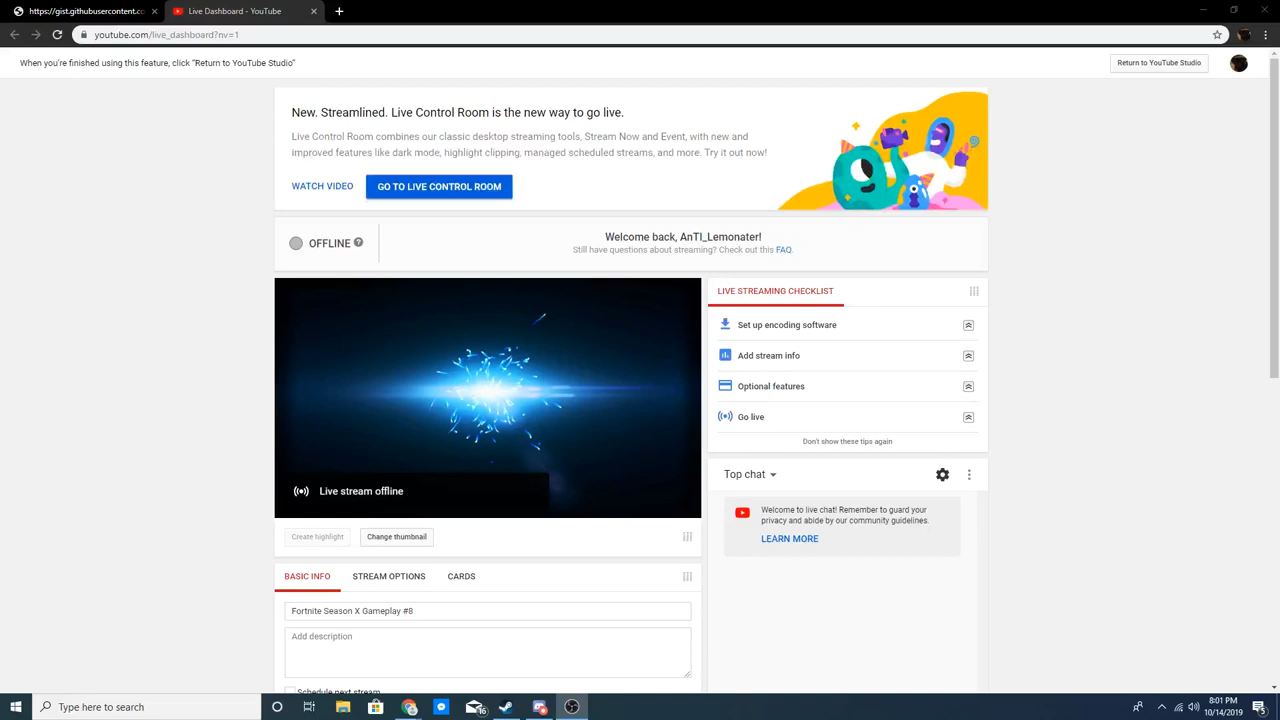 https://gist.githubusercontent.com
Live Dashboard - YouTube
youtube.com/live_dashboard?nv=1
When you're finished using this feature, click "Return to YouTube Studio"
Return to YouTube Studio
New. Streamlined. Live Control Room is the new way to go live.
Live Control Room combines our classic desktop streaming tools, Stream Now and Event, with new and
improved features like dark mode, highlight clipping, managed scheduled streams, and more. Try it out now!
WATCH VIDEO
GO TO LIVE CONTROL ROOM
OFFLINE ?
Welcome back, AnTI_Lemonater!
Still have questions about streaming? Check out this FAQ.
LIVE STREAMING CHECKLIST
Set up encoding software
Add stream info
Optional features
Go live
Don't show these tips again
Live stream offline
Top chat
Welcome to live chat! Remember to guard your
privacy and abide by our community guidelines.
LEARN MORE
Create highlight
Change thumbnail
BASIC INFO
STREAM OPTIONS
CARDS
Fortnite Season X Gameplay #8
Add description
Schedule next stream
Type here to search
16
8:01 PM
10/14/2019